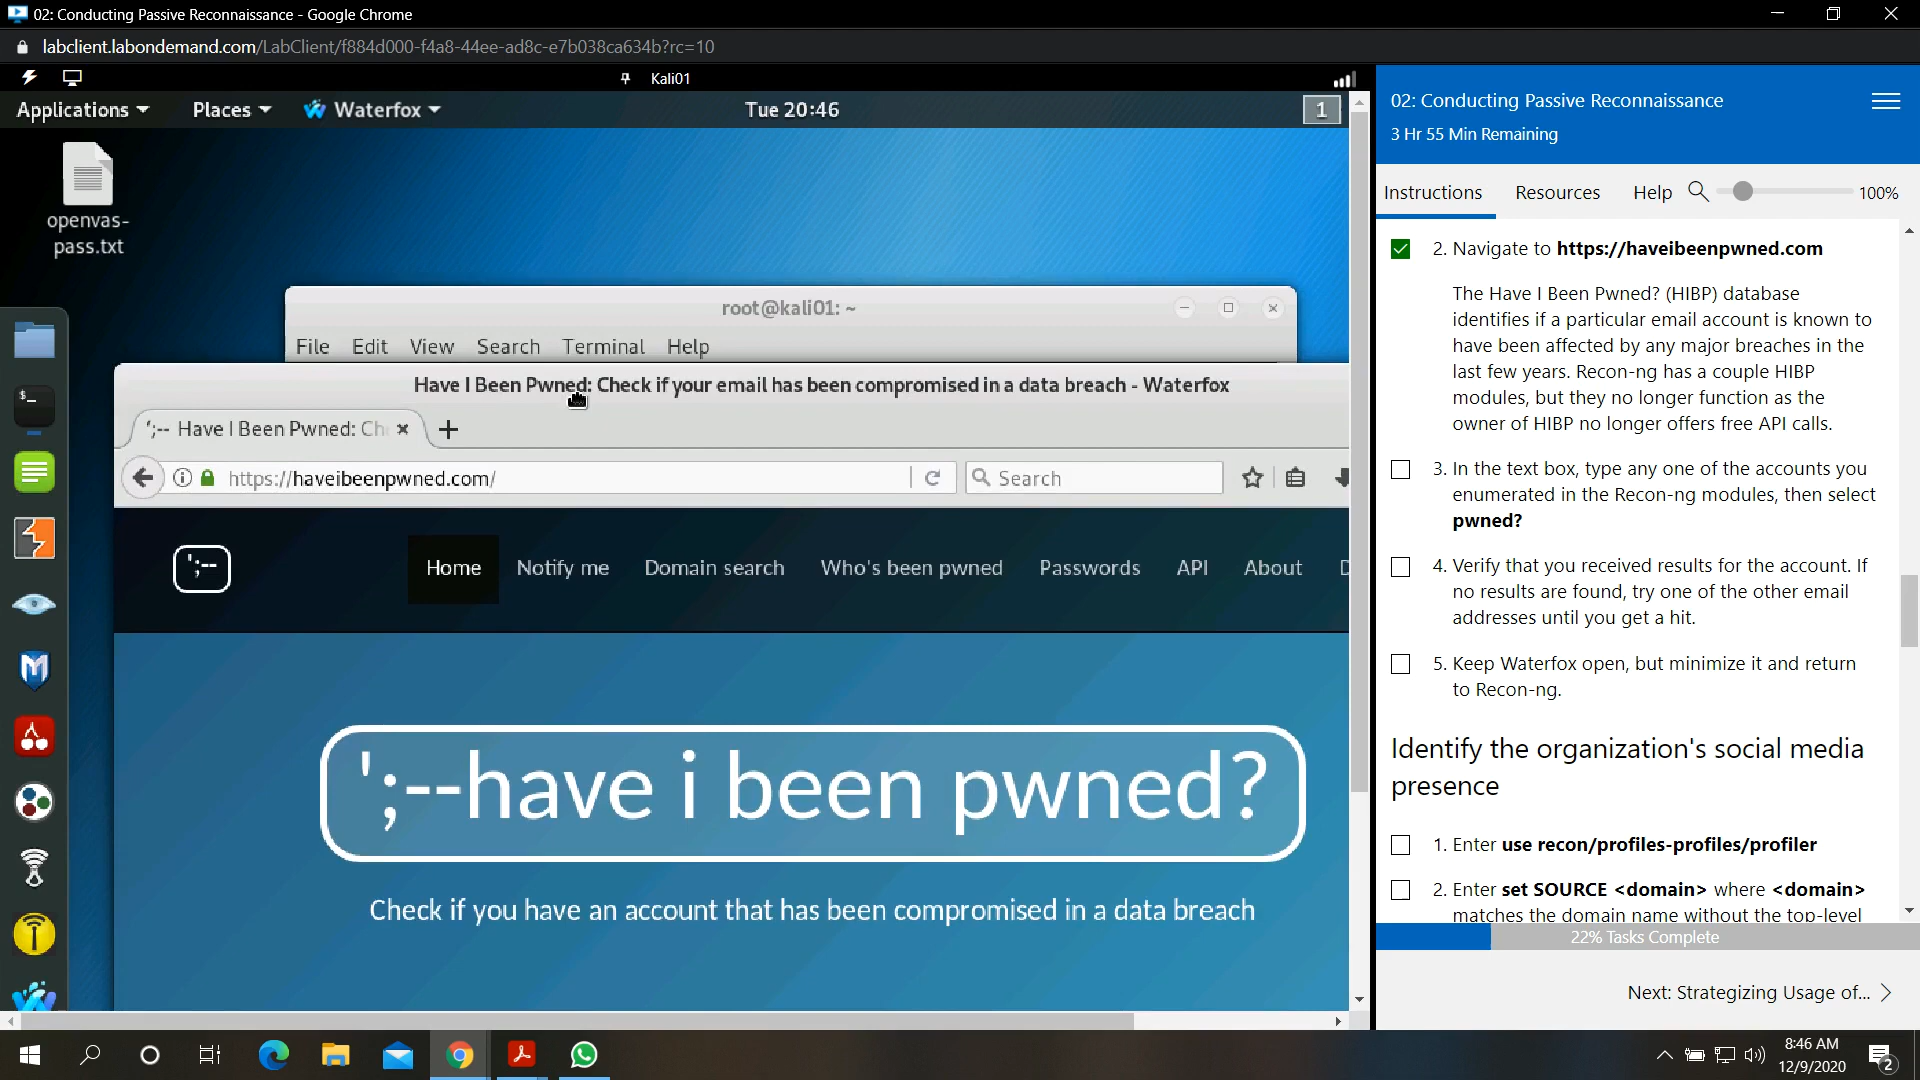 02: Conducting Passive Reconnaissance - Google Chrome
labclient.labondemand.com/LabClient/f884d000-f4a8-44ee-ad8c-e7b038ca634b?rc=10
Kali01
Applications
Places
Waterfox
Tue 20:46
1
openvas-
pass.txt
root@kali01: ~
File Edit View Search Terminal Help
Have I Been Pwned: Check if your email has been compromised in a data breach - Waterfox
';-- Have I Been Pwned: Ch
https://haveibeenpwned.com/
Search
';--
Home
Notify me
Domain search
Who's been pwned
Passwords
API
About
D
';--have i been pwned?
Check if you have an account that has been compromised in a data breach
02: Conducting Passive Reconnaissance
3 Hr 55 Min Remaining
Instructions
Resources
Help
100%
2. Navigate to https://haveibeenpwned.com
The Have I Been Pwned? (HIBP) database
identifies if a particular email account is known to
have been affected by any major breaches in the
last few years. Recon-ng has a couple HIBP
modules, but they no longer function as the
owner of HIBP no longer offers free API calls.
3. In the text box, type any one of the accounts you
enumerated in the Recon-ng modules, then select
pwned?
4. Verify that you received results for the account. If
no results are found, try one of the other email
addresses until you get a hit.
5. Keep Waterfox open, but minimize it and return
to Recon-ng.
Identify the organization's social media
presence
1. Enter use recon/profiles-profiles/profiler
2. Enter set SOURCE <domain> where <domain>
matches the domain name without the top-level
22% Tasks Complete
Next: Strategizing Usage of...
8:46 AM
12/9/2020
2